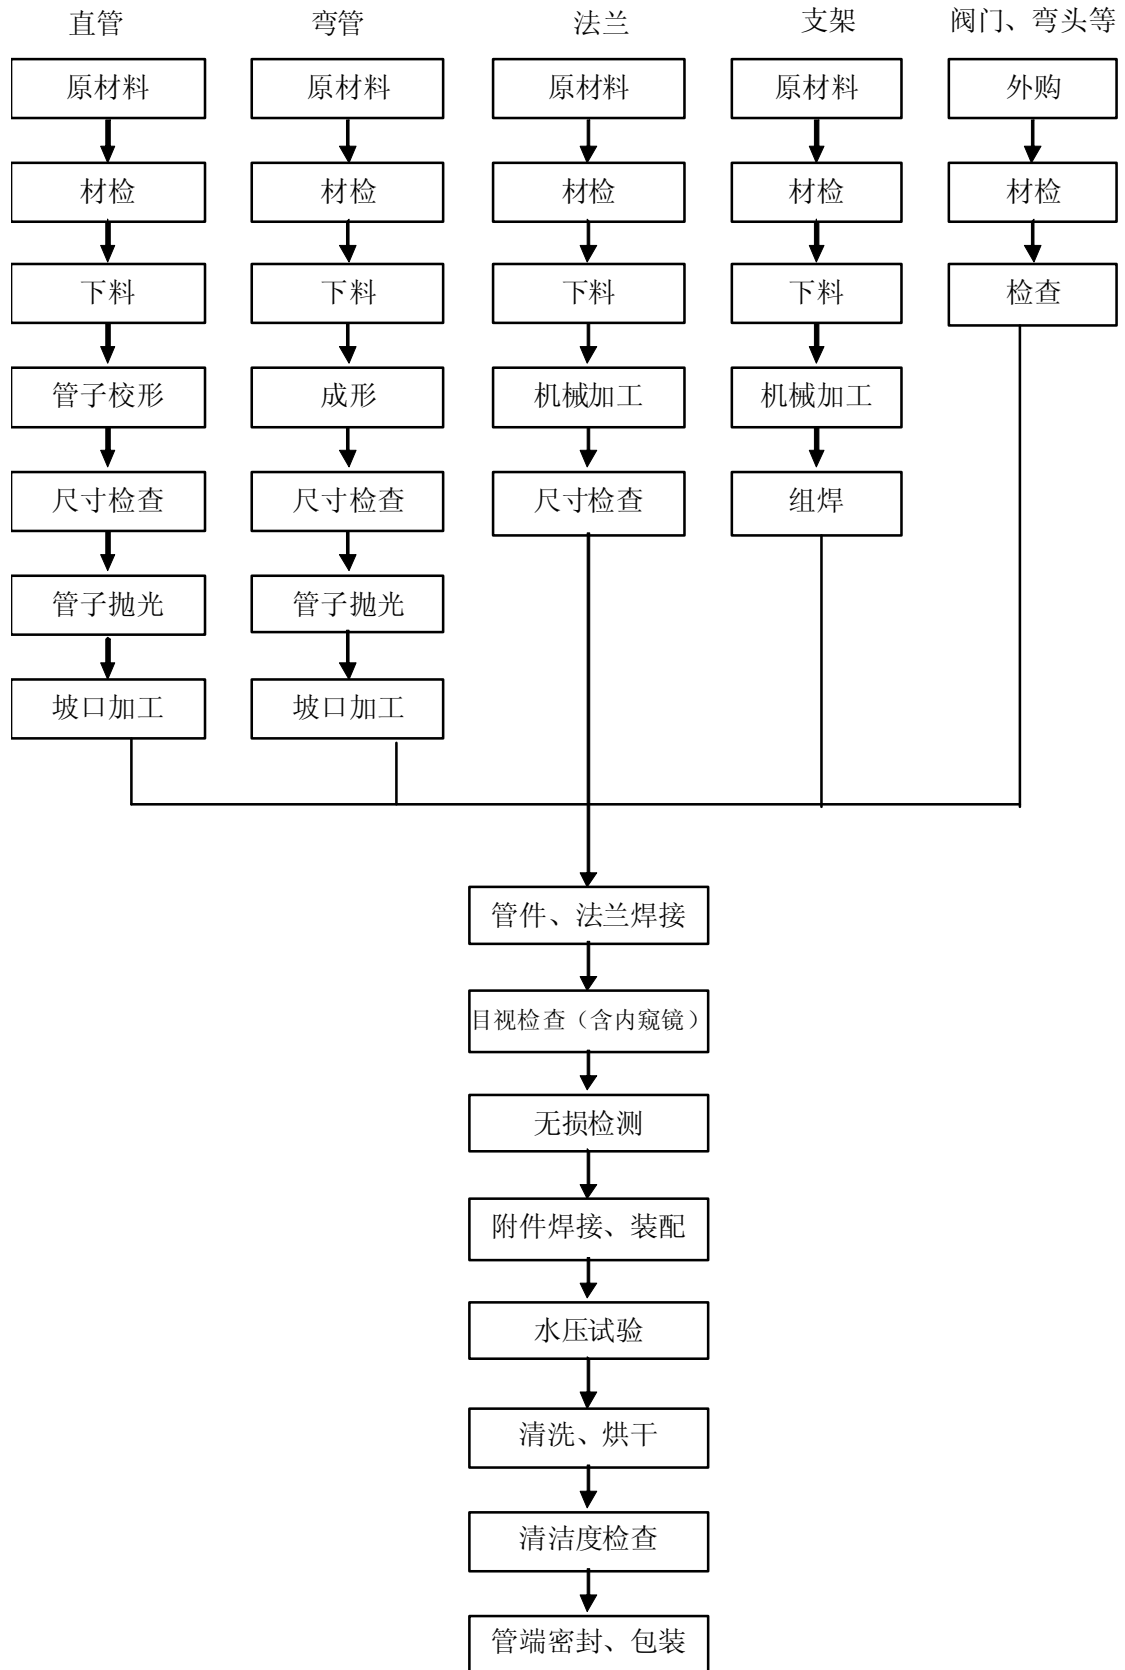 直管 弯管 法兰 支架 阀门、弯头等
原材料 原材料 原材料 原材料 外购
材检 材检 材检 材检 材检
下料 下料 下料 下料 检查
管子校形 成形 机械加工 机械加工
尺寸检查 尺寸检查 尺寸检查 组焊
管子抛光 管子抛光
坡口加工 坡口加工
管件、法兰焊接
目视检查（含内窥镜）
无损检测
附件焊接、装配
水压试验
清洗、烘干
清洁度检查
管端密封、包装